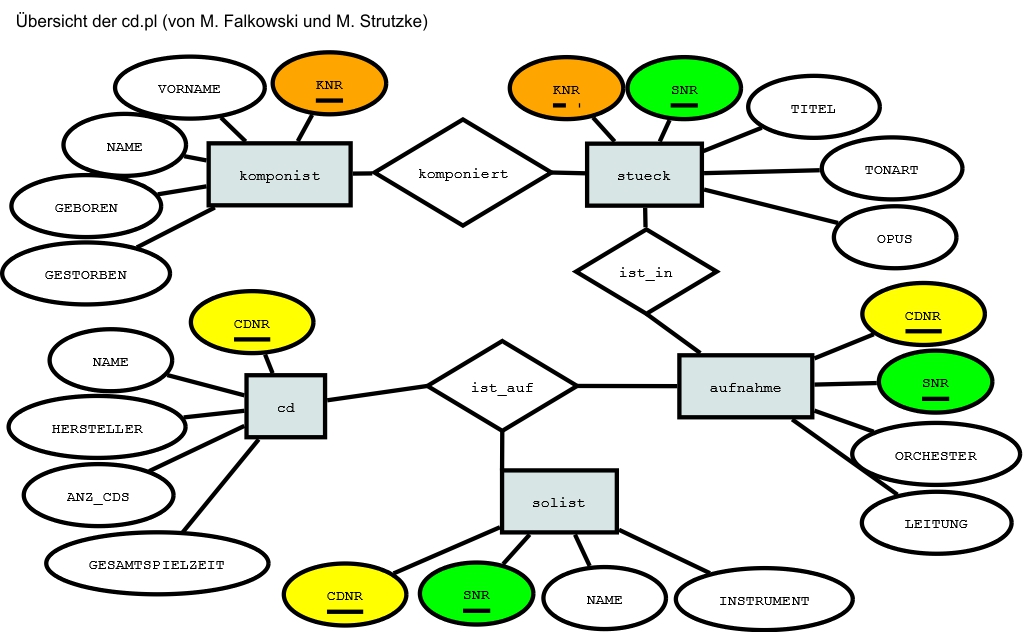 Übersicht der cd.pl (von M. Falkowski und M. Strutzke)
VORNAME
KNR
NAME
GEBOREN
GESTORBEN
komponist
komponiert
KNR
SNR
TITEL
TONART
OPUS
stueck
ist_in
CDNR
NAME
HERSTELLER
ANZ_CDS
GESAMTSPIELZEIT
cd
ist_auf
aufnahme
CDNR
SNR
ORCHESTER
LEITUNG
solist
CDNR
SNR
NAME
INSTRUMENT